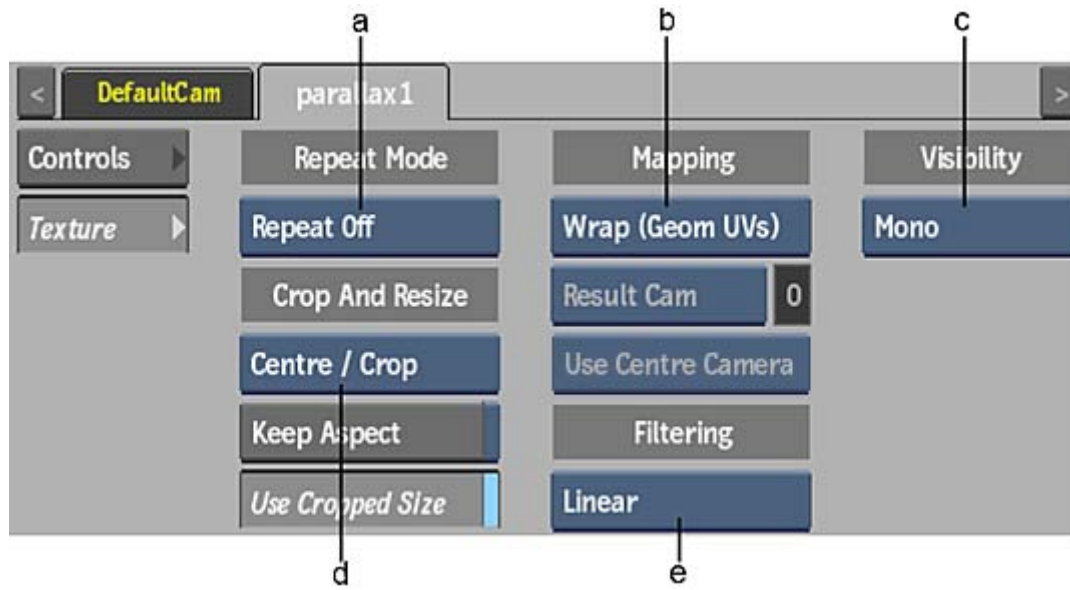 a b c
< DefaultCam parallax1 >
Controls Repeat Mode Mapping Visibility
Texture Repeat Off Wrap (Geom UVs) Mono
Crop And Resize Result Cam 0
Centre / Crop Use Centre Camera
Keep Aspect Filtering
Use Cropped Size Linear
d e